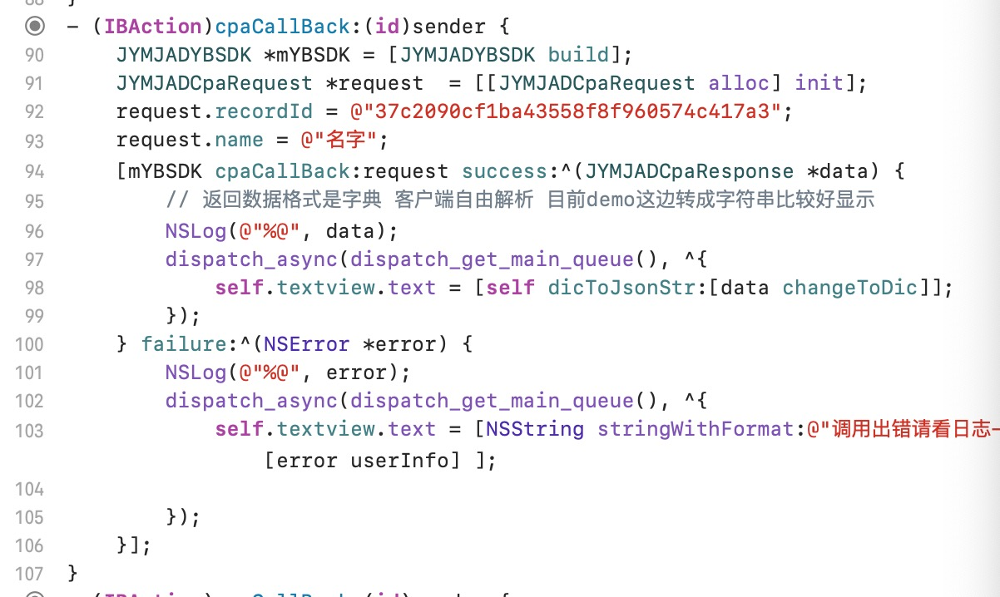 }
- (IBAction)cpaCallBack:(id)sender {
90 JYMJADYBSDK *mYBSDK = [JYMJADYBSDK build];
91 JYMJADCpaRequest *request  = [[JYMJADCpaRequest alloc] init];
92 request.recordId = @"37c2090cf1ba43558f8f960574c417a3";
93 request.name = @"名字";
94 [mYBSDK cpaCallBack:request success:^(JYMJADCpaResponse *data) {
95 // 返回数据格式是字典 客户端自由解析 目前demo这边转成字符串比较好显示
96 NSLog(@"%@", data);
97 dispatch_async(dispatch_get_main_queue(), ^{
98 self.textview.text = [self dicToJsonStr:[data changeToDic]];
99 });
100 } failure:^(NSError *error) {
101 NSLog(@"%@", error);
102 dispatch_async(dispatch_get_main_queue(), ^{
103 self.textview.text = [NSString stringWithFormat:@"调用出错请看日志-
[error userInfo] ];
104
105 });
106 }];
107 }